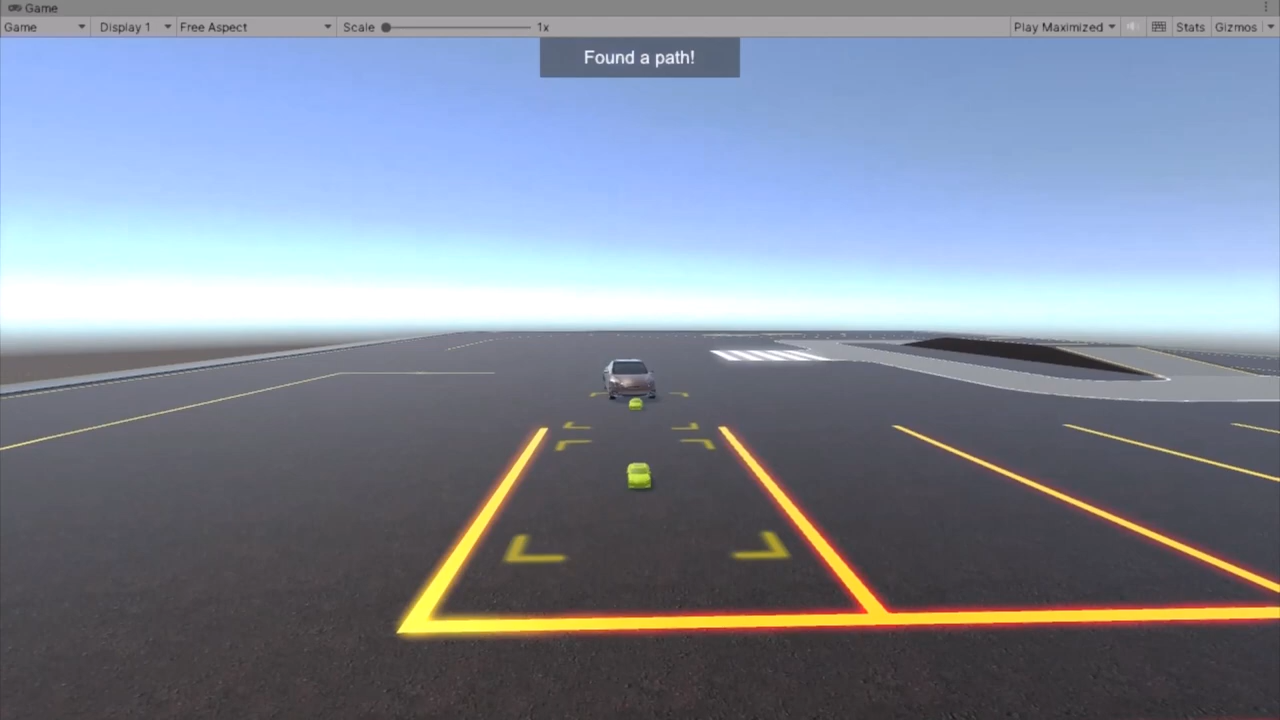 Game
Game Display 1 Free Aspect Scale 1x Play Maximized Stats Gizmos
Found a path!